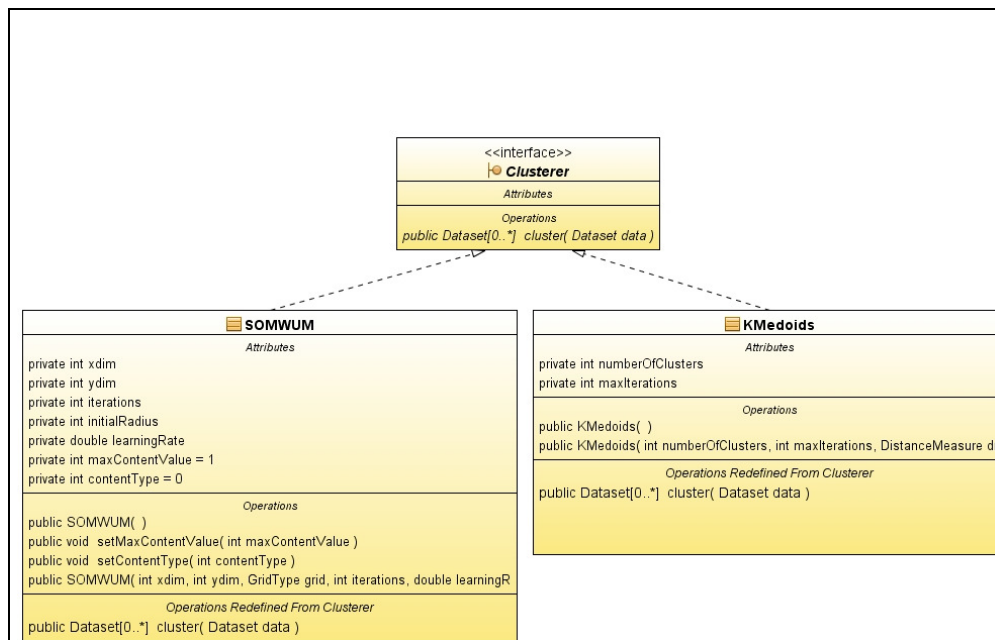 <<interface>>
Clusterer
Attributes
Operations
public Dataset[0..*] cluster( Dataset data )
SOMWUM
Attributes
private int xdim
private int ydim
private int iterations
private int initialRadius
private double learningRate
private int maxContentValue = 1
private int contentType = 0
Operations
public SOMWUM( )
public void setMaxContentValue( int maxContentValue )
public void setContentType( int contentType )
public SOMWUM( int xdim, int ydim, GridType grid, int iterations, double learningR
Operations Redefined From Clusterer
public Dataset[0..*] cluster( Dataset data )
KMedoids
Attributes
private int numberOfClusters
private int maxIterations
Operations
public KMedoids( )
public KMedoids( int numberOfClusters, int maxIterations, DistanceMeasure di
Operations Redefined From Clusterer
public Dataset[0..*] cluster( Dataset data )